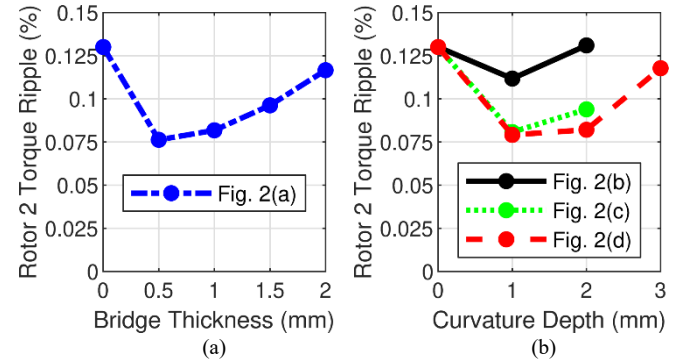 Rotor 2 Torque Ripple (%)
0.15
0.125
0.1
0.075
0.05
0.025
0
Fig. 2(a)
0 0.5 1 1.5 2
Bridge Thickness (mm)
(a)
Rotor 2 Torque Ripple (%)
0.15
0.125
0.1
0.075
0.05
0.025
0
Fig. 2(b)
Fig. 2(c)
Fig. 2(d)
0 1 2 3
Curvature Depth (mm)
(b)